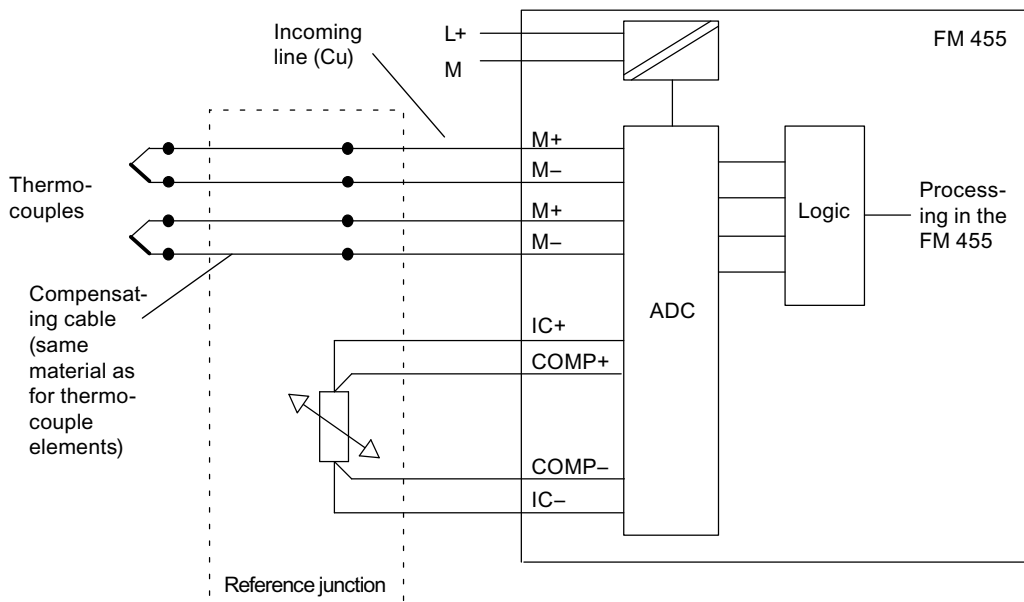 Incoming
line (Cu)
L+
M
FM 455
M+
M–
M+
M–
Thermo-
couples
Logic
Process-
ing in the
FM 455
Compensat-
ing cable
(same
material as
for thermo-
couple
elements)
ADC
IC+
COMP+
COMP–
IC–
Reference junction